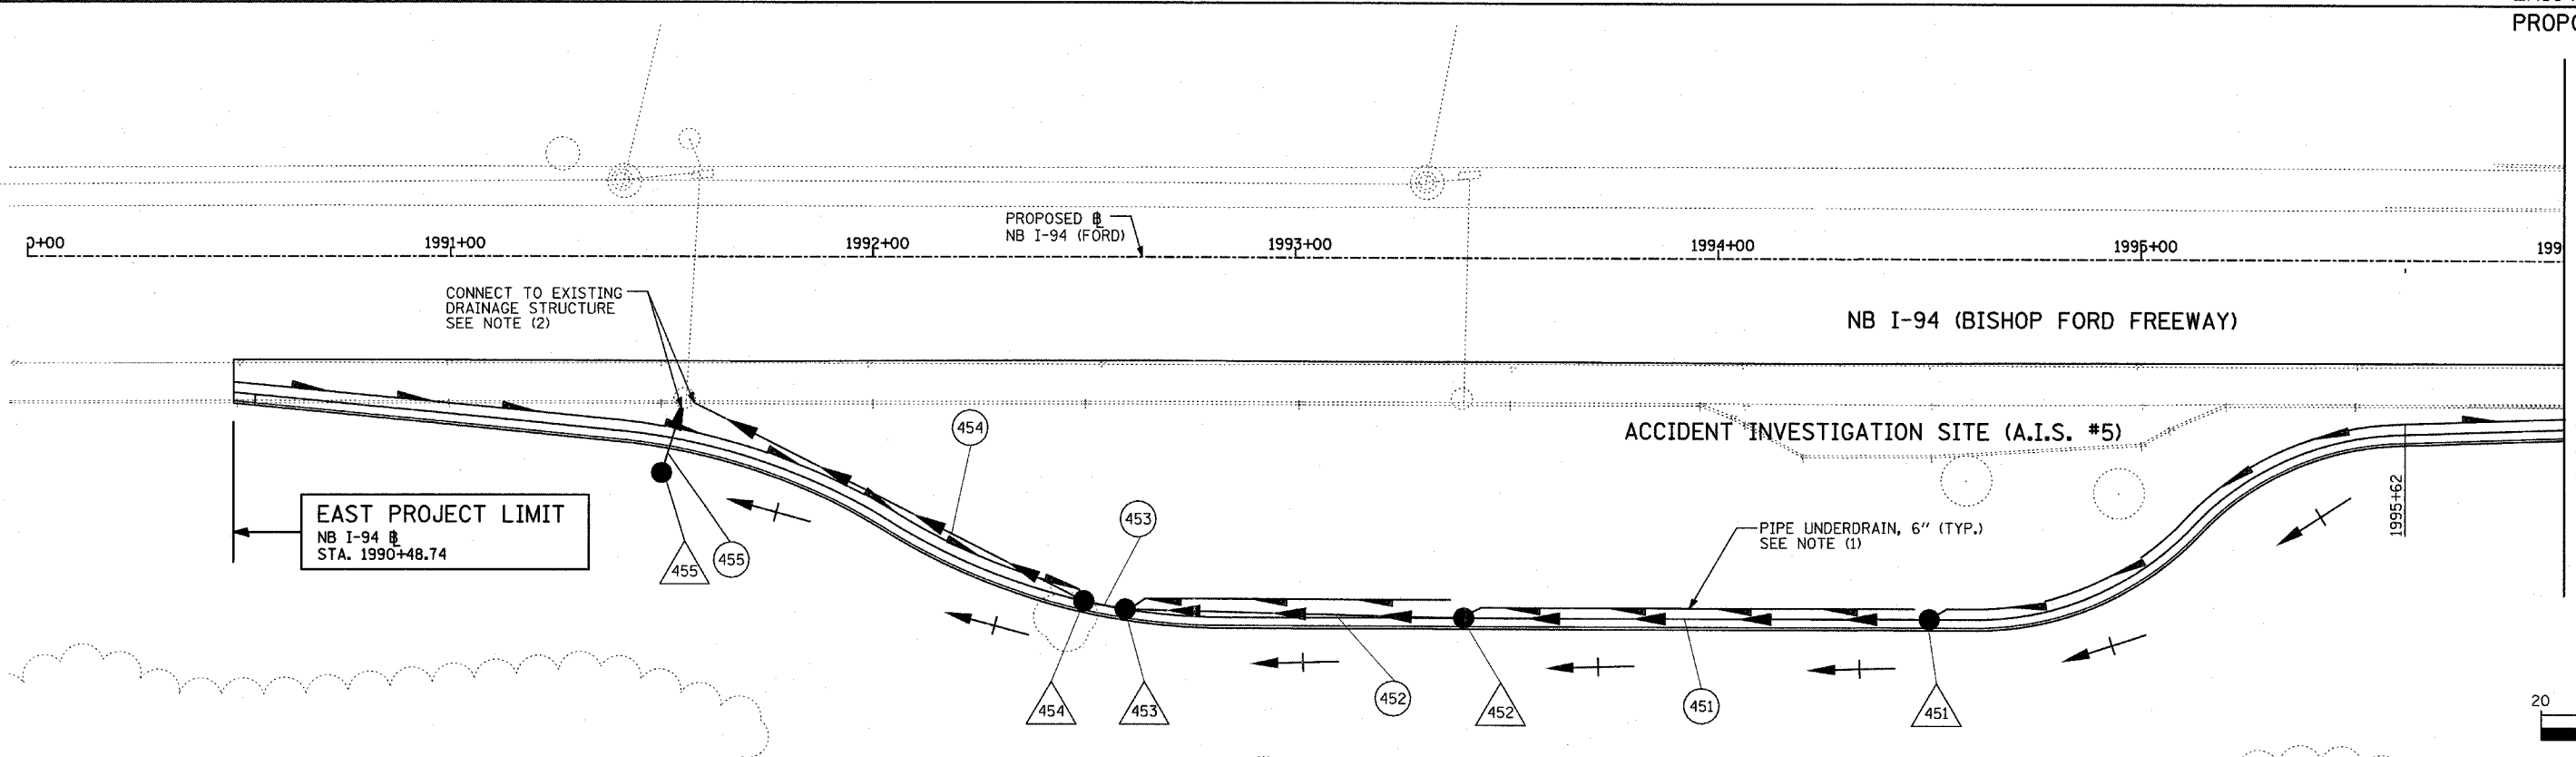 PROPO
PROPOSED ℄
NB I-94 (FORD)
0+00
1991+00
1992+00
1993+00
1994+00
1995+00
199
CONNECT TO EXISTING
DRAINAGE STRUCTURE
SEE NOTE (2)
NB I-94 (BISHOP FORD FREEWAY)
454
ACCIDENT INVESTIGATION SITE (A.I.S. #5)
1995+62
EAST PROJECT LIMIT
NB I-94 ℄
STA. 1990+48.74
453
PIPE UNDERDRAIN, 6" (TYP.)
SEE NOTE (1)
455
455
454
453
452
452
451
451
20